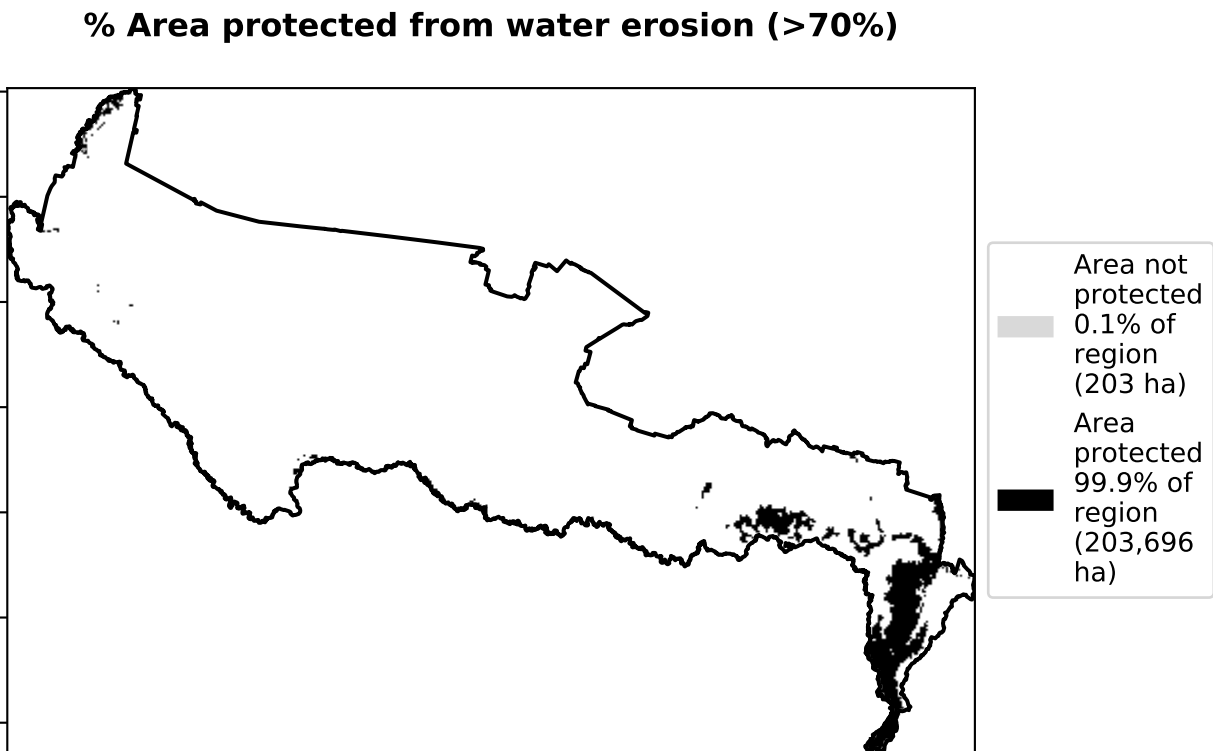 % Area protected from water erosion (>70%)
Area not
protected
0.1% of
region
(203 ha)
Area
protected
99.9% of
region
(203,696
ha)